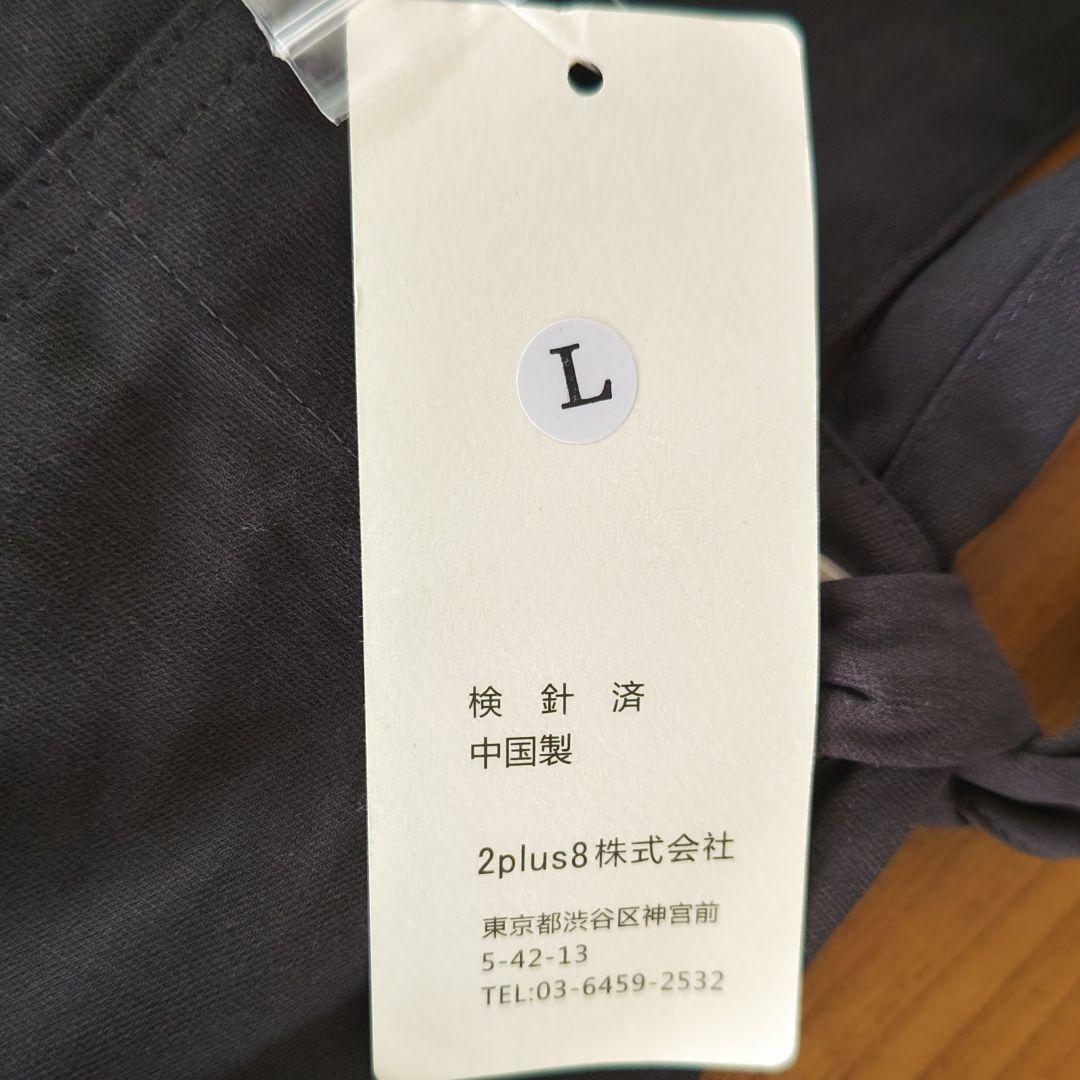 L
検 針 済
中国製
2plus8株式会社
東京都渋谷区神宮前
5-42-13
TEL:03-6459-2532